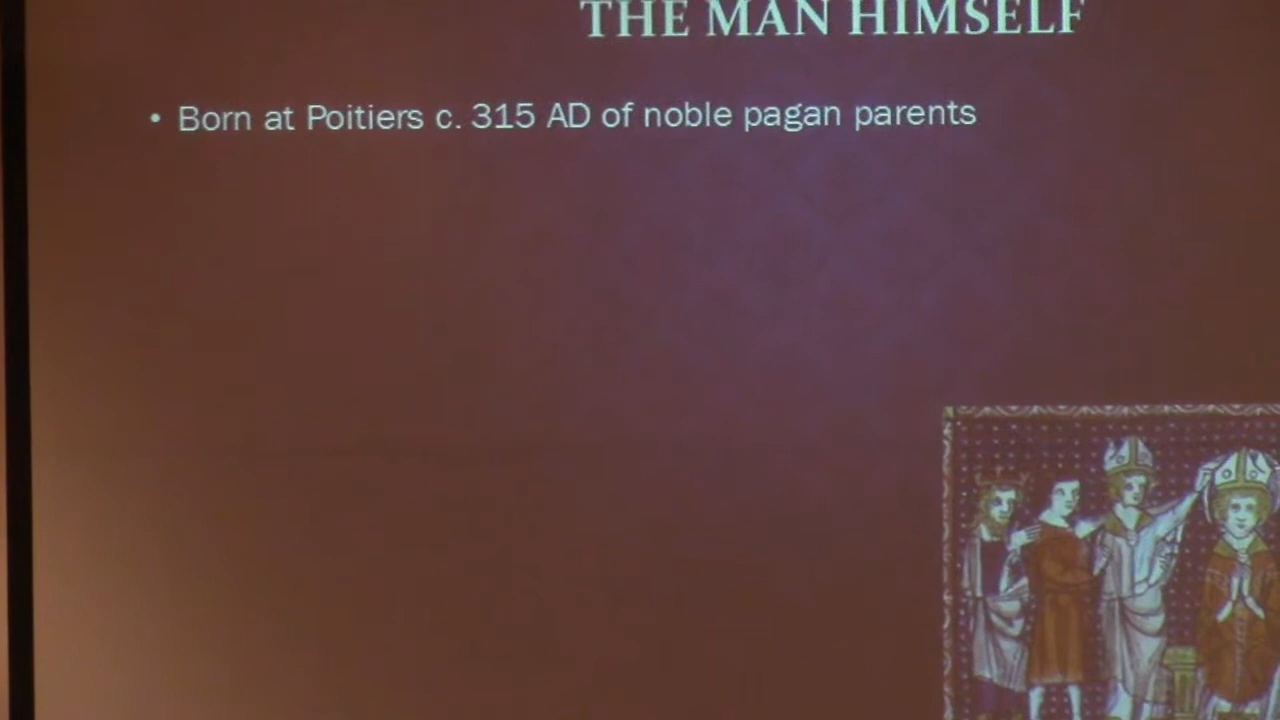 THE MAN HIMSELF
• Born at Poitiers c. 315 AD of noble pagan parents